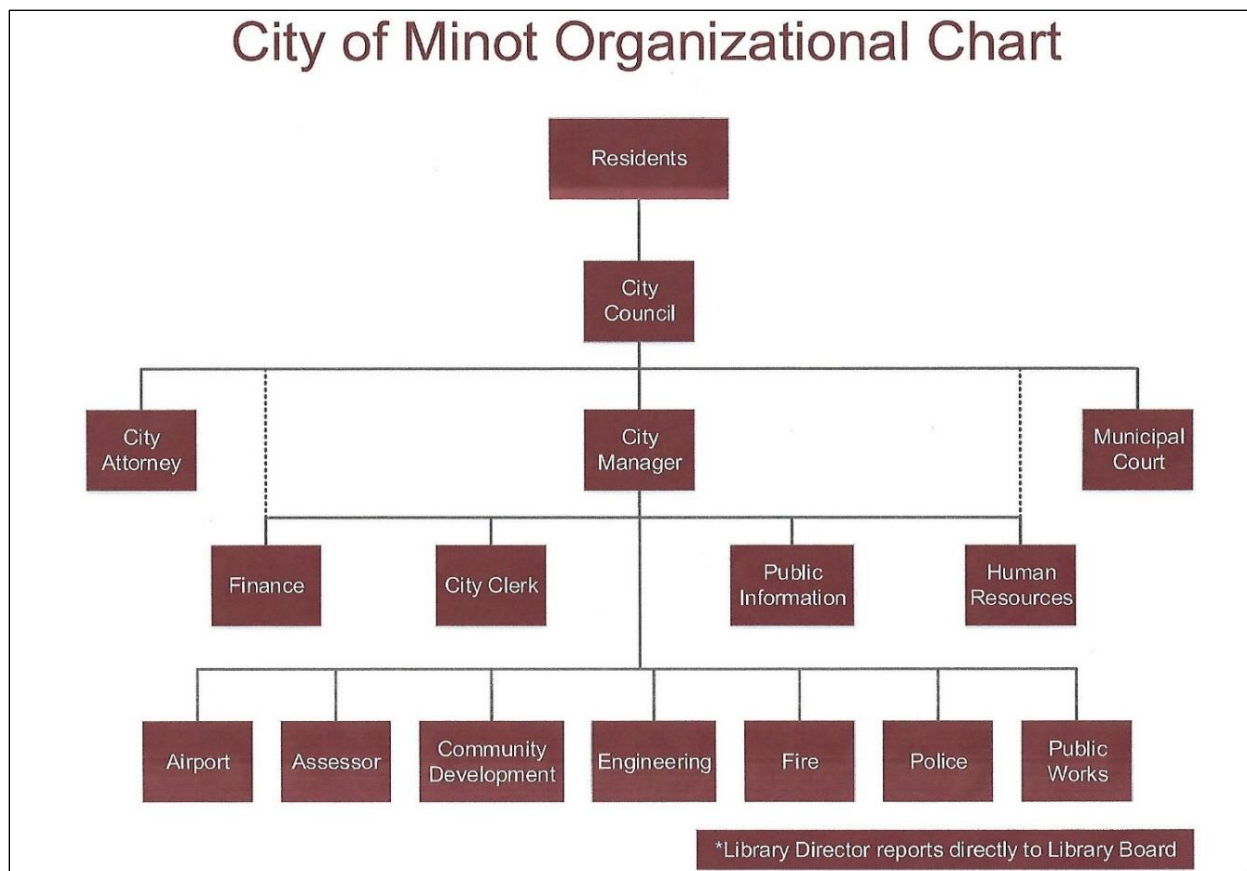 City of Minot Organizational Chart
Residents
City
Council
City
Attorney
City
Manager
Municipal
Court
Finance
City Clerk
Public
Information
Human
Resources
Airport
Assessor
Community
Development
Engineering
Fire
Police
Public
Works
*Library Director reports directly to Library Board